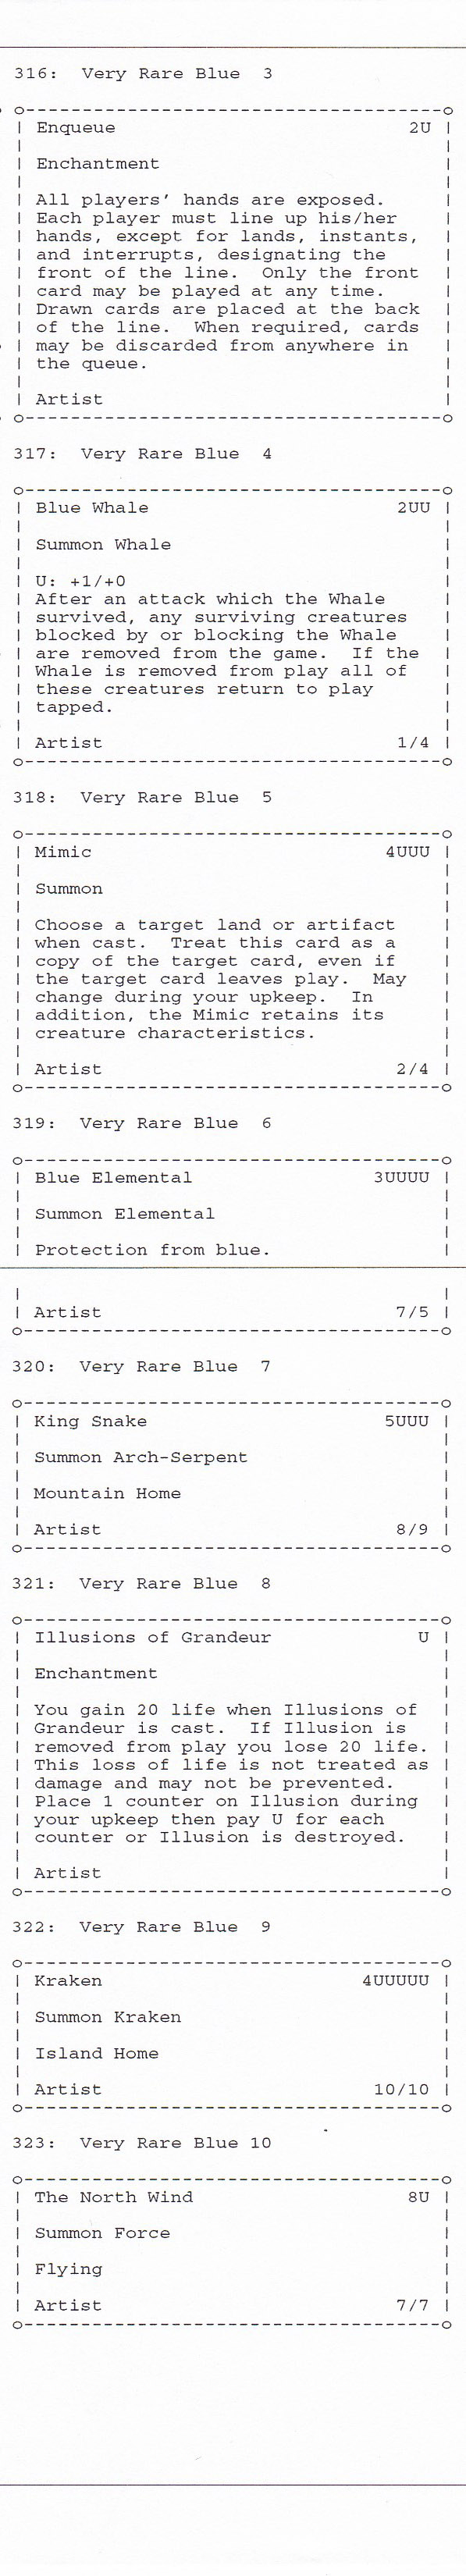 316:  Very Rare Blue  3
o-------------------------------------o
| Enqueue                          2U |
|                                     |
| Enchantment                         |
|                                     |
| All players' hands are exposed.     |
| Each player must line up his/her    |
| hands, except for lands, instants,  |
| and interrupts, designating the     |
| front of the line.  Only the front  |
| card may be played at any time.     |
| Drawn cards are placed at the back  |
| of the line.  When required, cards  |
| may be discarded from anywhere in   |
| the queue.                          |
|                                     |
| Artist                              |
o-------------------------------------o
317:  Very Rare Blue  4
o-------------------------------------o
| Blue Whale                      2UU |
|                                     |
| Summon Whale                        |
|                                     |
| U: +1/+0                            |
| After an attack which the Whale     |
| survived, any surviving creatures   |
| blocked by or blocking the Whale    |
| are removed from the game.  If the  |
| Whale is removed from play all of   |
| these creatures return to play      |
| tapped.                             |
|                                     |
| Artist                          1/4 |
o-------------------------------------o
318:  Very Rare Blue  5
o-------------------------------------o
| Mimic                          4UUU |
|                                     |
| Summon                              |
|                                     |
| Choose a target land or artifact    |
| when cast.  Treat this card as a    |
| copy of the target card, even if    |
| the target card leaves play.  May   |
| change during your upkeep.  In      |
| addition, the Mimic retains its     |
| creature characteristics.           |
|                                     |
| Artist                          2/4 |
o-------------------------------------o
319:  Very Rare Blue  6
o-------------------------------------o
| Blue Elemental                3UUUU |
|                                     |
| Summon Elemental                    |
|                                     |
| Protection from blue.               |
|                                     |
| Artist                          7/5 |
o-------------------------------------o
320:  Very Rare Blue  7
o-------------------------------------o
| King Snake                     5UUU |
|                                     |
| Summon Arch-Serpent                 |
|                                     |
| Mountain Home                       |
|                                     |
| Artist                          8/9 |
o-------------------------------------o
321:  Very Rare Blue  8
o-------------------------------------o
| Illusions of Grandeur             U |
|                                     |
| Enchantment                         |
|                                     |
| You gain 20 life when Illusions of  |
| Grandeur is cast.  If Illusion is   |
| removed from play you lose 20 life. |
| This loss of life is not treated as |
| damage and may not be prevented.    |
| Place 1 counter on Illusion during  |
| your upkeep then pay U for each     |
| counter or Illusion is destroyed.   |
|                                     |
| Artist                              |
o-------------------------------------o
322:  Very Rare Blue  9
o-------------------------------------o
| Kraken                       4UUUUU |
|                                     |
| Summon Kraken                       |
|                                     |
| Island Home                         |
|                                     |
| Artist                        10/10 |
o-------------------------------------o
323:  Very Rare Blue 10
o-------------------------------------o
| The North Wind                   8U |
|                                     |
| Summon Force                        |
|                                     |
| Flying                              |
|                                     |
| Artist                          7/7 |
o-------------------------------------o